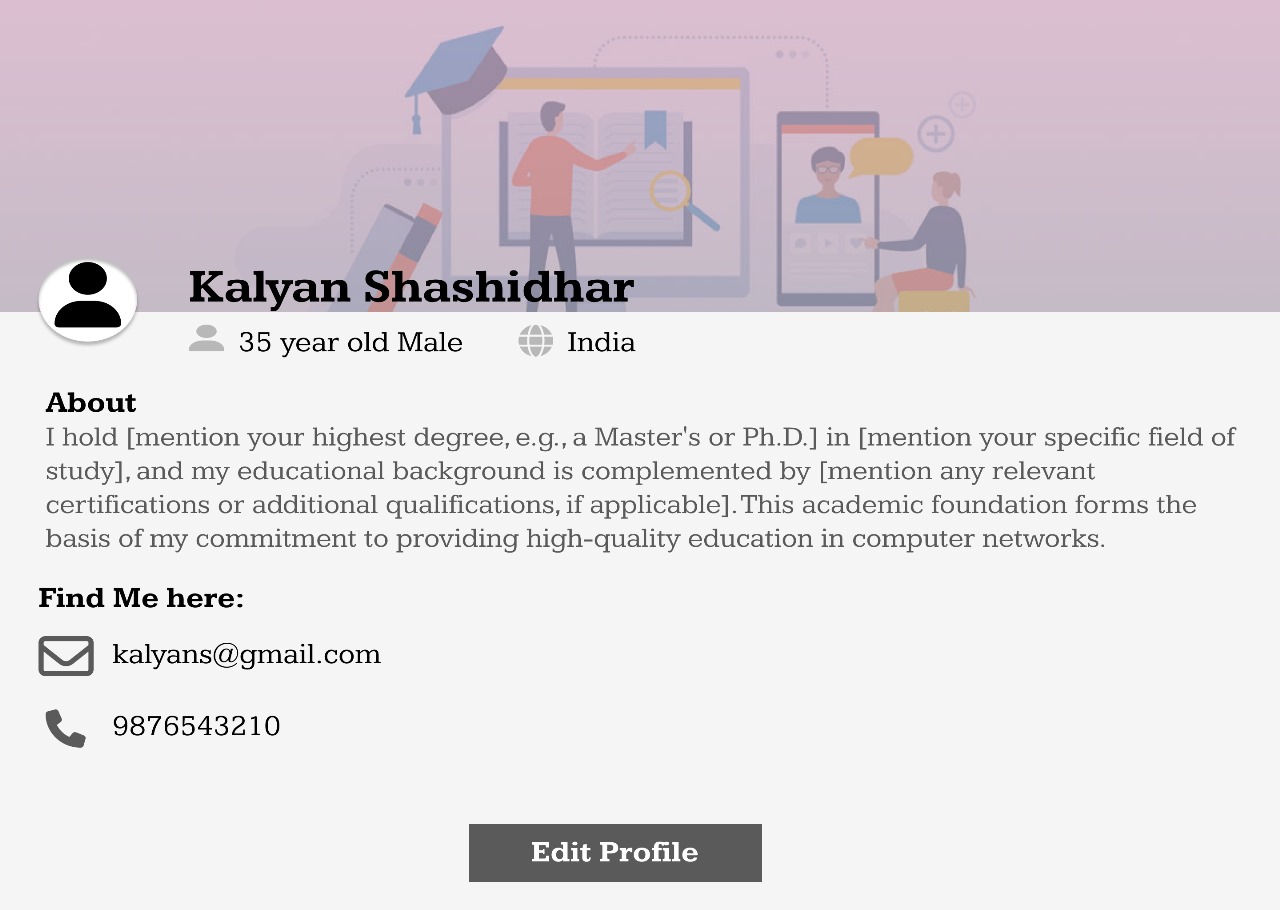 Kalyan Shashidhar
35 year old Male India
About
I hold [mention your highest degree, e.g., a Master's or Ph.D.] in [mention your specific field of
study], and my educational background is complemented by [mention any relevant
certifications or additional qualifications, if applicable]. This academic foundation forms the
basis of my commitment to providing high-quality education in computer networks.
Find Me here:
kalyans@gmail.com
9876543210
Edit Profile